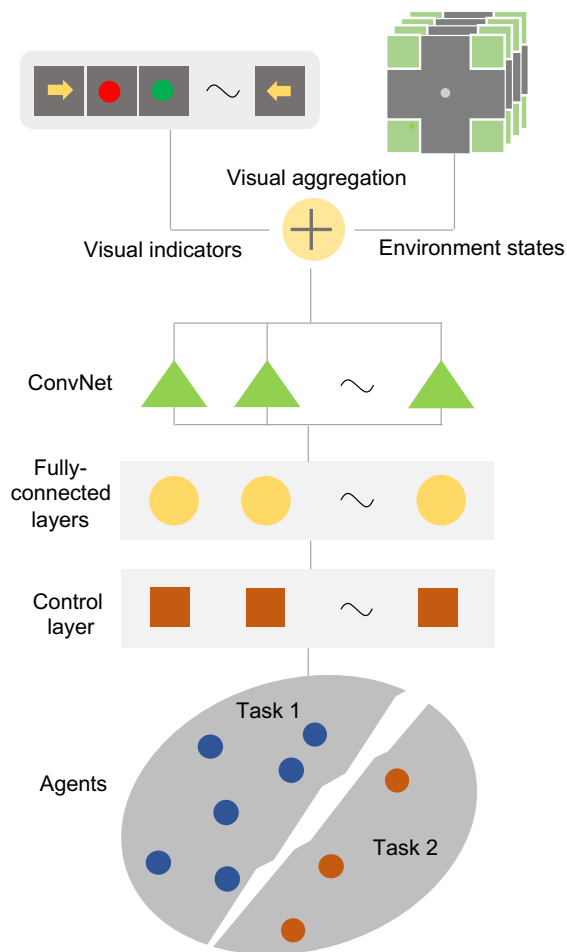 Visual aggregation
Visual indicators
Environment states
ConvNet
Fully-
connected
layers
Control
layer
Task 1
Agents
Task 2